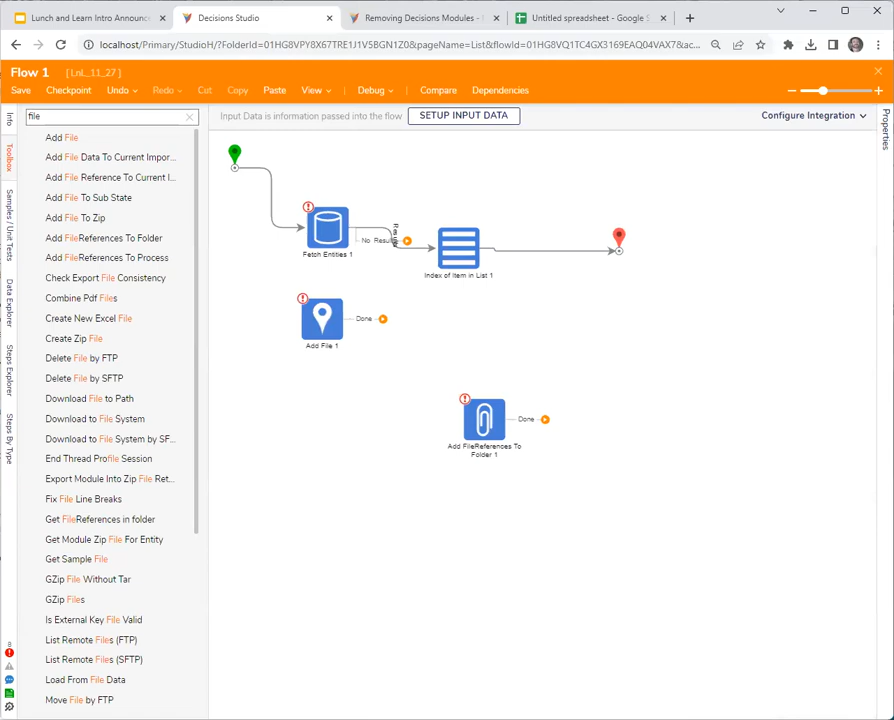 Lunch and Learn Intro Announc
Decisions Studio
Removing Decisions Modules -
Untitled spreadsheet - Google S
localhost/Primary/StudioH/?FolderId=01HG8VPY8X67TRE1J1V5BGN1Z0&pageName=List&flowId=01HG8VQ1TC4GX3169EAQ04VAX7&ac...
Flow 1 [ LnL_11_27 ]
Save Checkpoint Undo Redo Cut Copy Paste View Debug Compare Dependencies
file
Input Data is information passed into the flow
SETUP INPUT DATA
Configure Integration
Properties
Info
Toolbox
Samples / Unit Tests
Data Explorer
Steps Explorer
Steps By Type
Add File
Add File Data To Current Impor...
Add File Reference To Current I...
Add File To Sub State
Add File To Zip
Add FileReferences To Folder
Add FileReferences To Process
Check Export File Consistency
Combine Pdf Files
Create New Excel File
Create Zip File
Delete File by FTP
Delete File by SFTP
Download File to Path
Download to File System
Download to File System by SF...
End Thread Profile Session
Export Module Into Zip File Ret...
Fix File Line Breaks
Get FileReferences in folder
Get Module Zip File For Entity
Get Sample File
GZip File Without Tar
GZip Files
Is External Key File Valid
List Remote Files (FTP)
List Remote Files (SFTP)
Load From File Data
Move File by FTP
Fetch Entities 1
No Results
Index of Item in List 1
Add File 1
Done
Add FileReferences To
Folder 1
Done